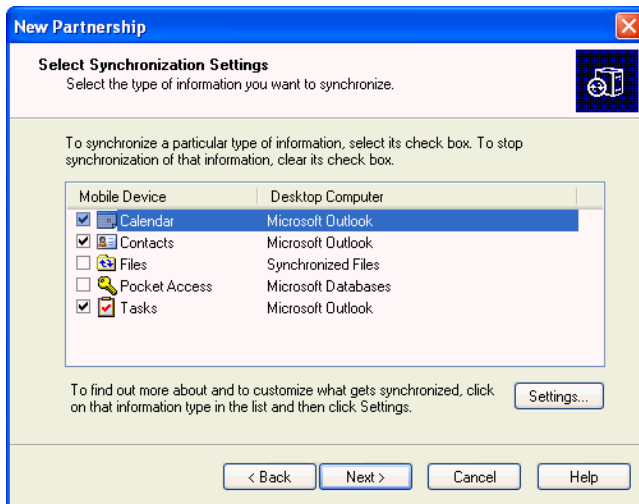 New Partnership
Select Synchronization Settings
Select the type of information you want to synchronize.
To synchronize a particular type of information, select its check box. To stop
synchronization of that information, clear its check box.
Mobile Device Desktop Computer
Calendar Microsoft Outlook
Contacts Microsoft Outlook
Files Synchronized Files
Pocket Access Microsoft Databases
Tasks Microsoft Outlook
To find out more about and to customize what gets synchronized, click
on that information type in the list and then click Settings.
Settings...
< Back Next > Cancel Help